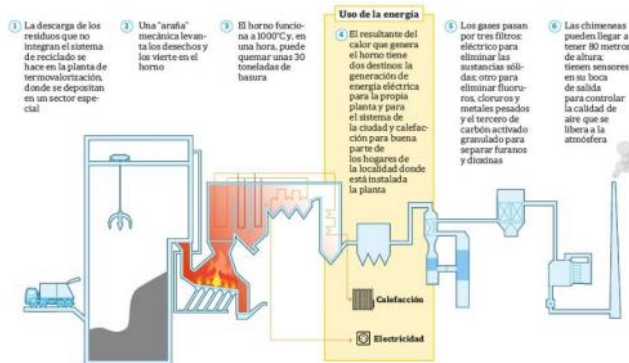 Uso de la energía
1 La descarga de los
residuos que no
integran el sistema
de reciclado se
hace en la planta de
termovalorización,
donde se depositan
en un sector espe-
cial
2 Una "araña"
mecánica levan-
ta los desechos y
los vierte en el
horno
3 El horno funcio-
na a 1000°C y, en
una hora, puede
quemar unas 30
toneladas de
basura
4 El resultante del
calor que genera
el horno tiene
dos destinos: la
generación de
energía eléctrica
para la propia
planta y para
el sistema de
la ciudad y calefac-
ción para buena
parte de
los hogares de
la localidad donde
está instalada
la planta
5 Los gases pasan
por tres filtros:
eléctrico para
eliminar las
sustancias sóli-
das; otro para
eliminar fluoru-
ros, cloruros y
metales pesados
y el tercero de
carbón activado
granulado para
separar furanos
y dioxinas
6 Las chimeneas
pueden llegar a
tener 80 metros
de altura;
tienen sensores
en su boca
de salida
para controlar
la calidad de
aire que se
libera a la
atmósfera
Calefacción
Electricidad